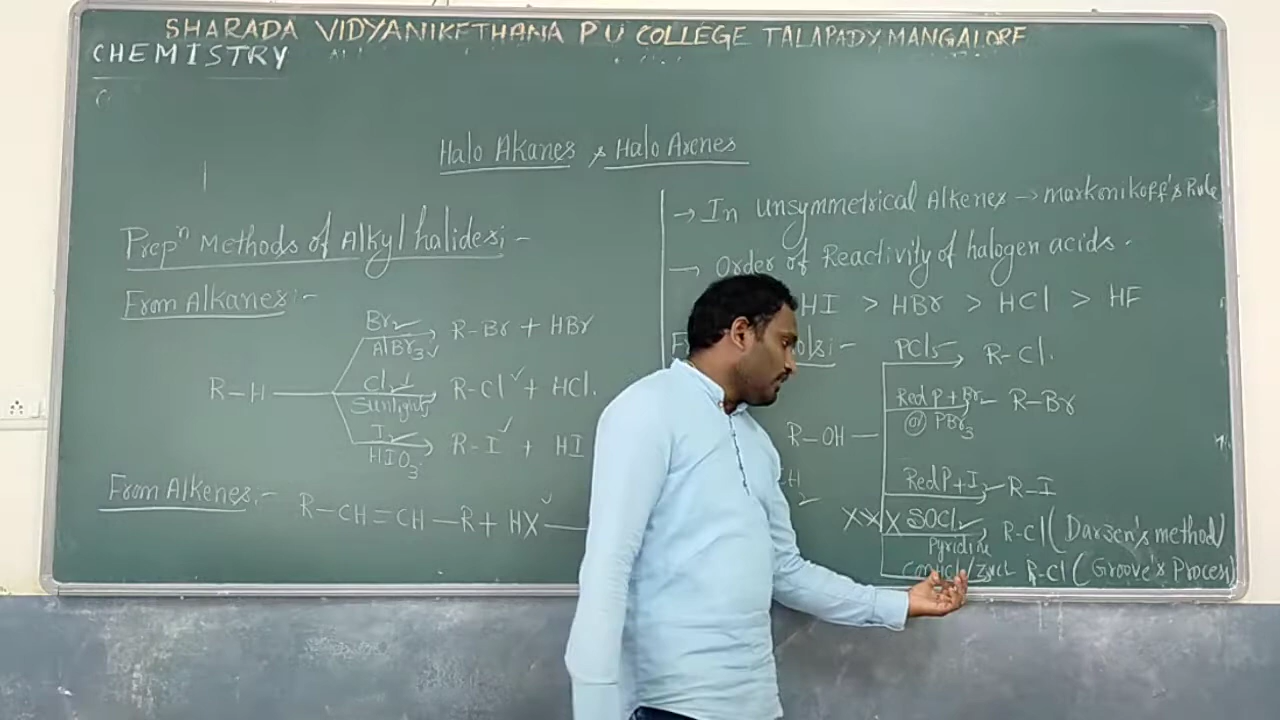 SHARADA VIDYANIKETHANA P U COLLEGE TALAPADY MANGALORE
CHEMISTRY
Halo Akanes & Halo Arenes
Prepⁿ Methods of Alkyl halides; -
From Alkanes: -
R-H
Br₂
AlBr₃
R-Br + HBr
Cl₂
Sunlight
R-Cl + HCl.
I₂
HIO₃
R-I + HI
From Alkenes: -
R-CH=CH-R + HX
→ In Unsymmetrical Alkenes → Markonikoff's Rule
→ Order of Reactivity of halogen acids.
HI > HBr > HCl > HF
R-OH
PCl5
R-Cl.
Red P + Br₂
(or) PBr₃
R-Br
Red P + I₂
R-I
XXX SOCl₂
Pyridine
R-Cl (Darzen's method)
R-Cl (Groove's Process)